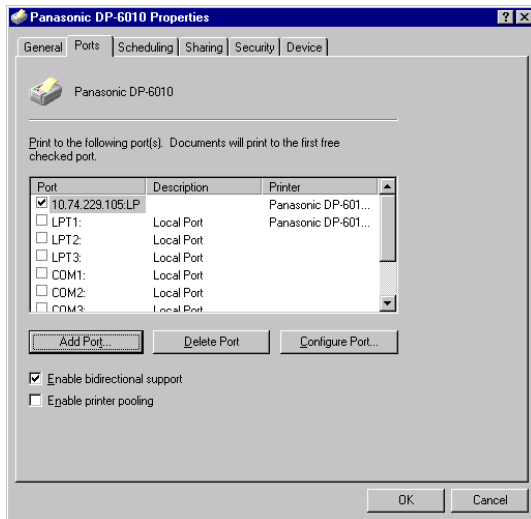 Panasonic DP-6010 Properties
General Ports Scheduling Sharing Security Device
Panasonic DP-6010
Print to the following port(s). Documents will print to the first free
checked port.
Port Description Printer
10.74.229.105:LP Panasonic DP-601...
LPT1: Local Port Panasonic DP-601...
LPT2: Local Port
LPT3: Local Port
COM1: Local Port
COM2: Local Port
COM3: Local Port
Add Port... Delete Port Configure Port...
Enable bidirectional support
Enable printer pooling
OK Cancel